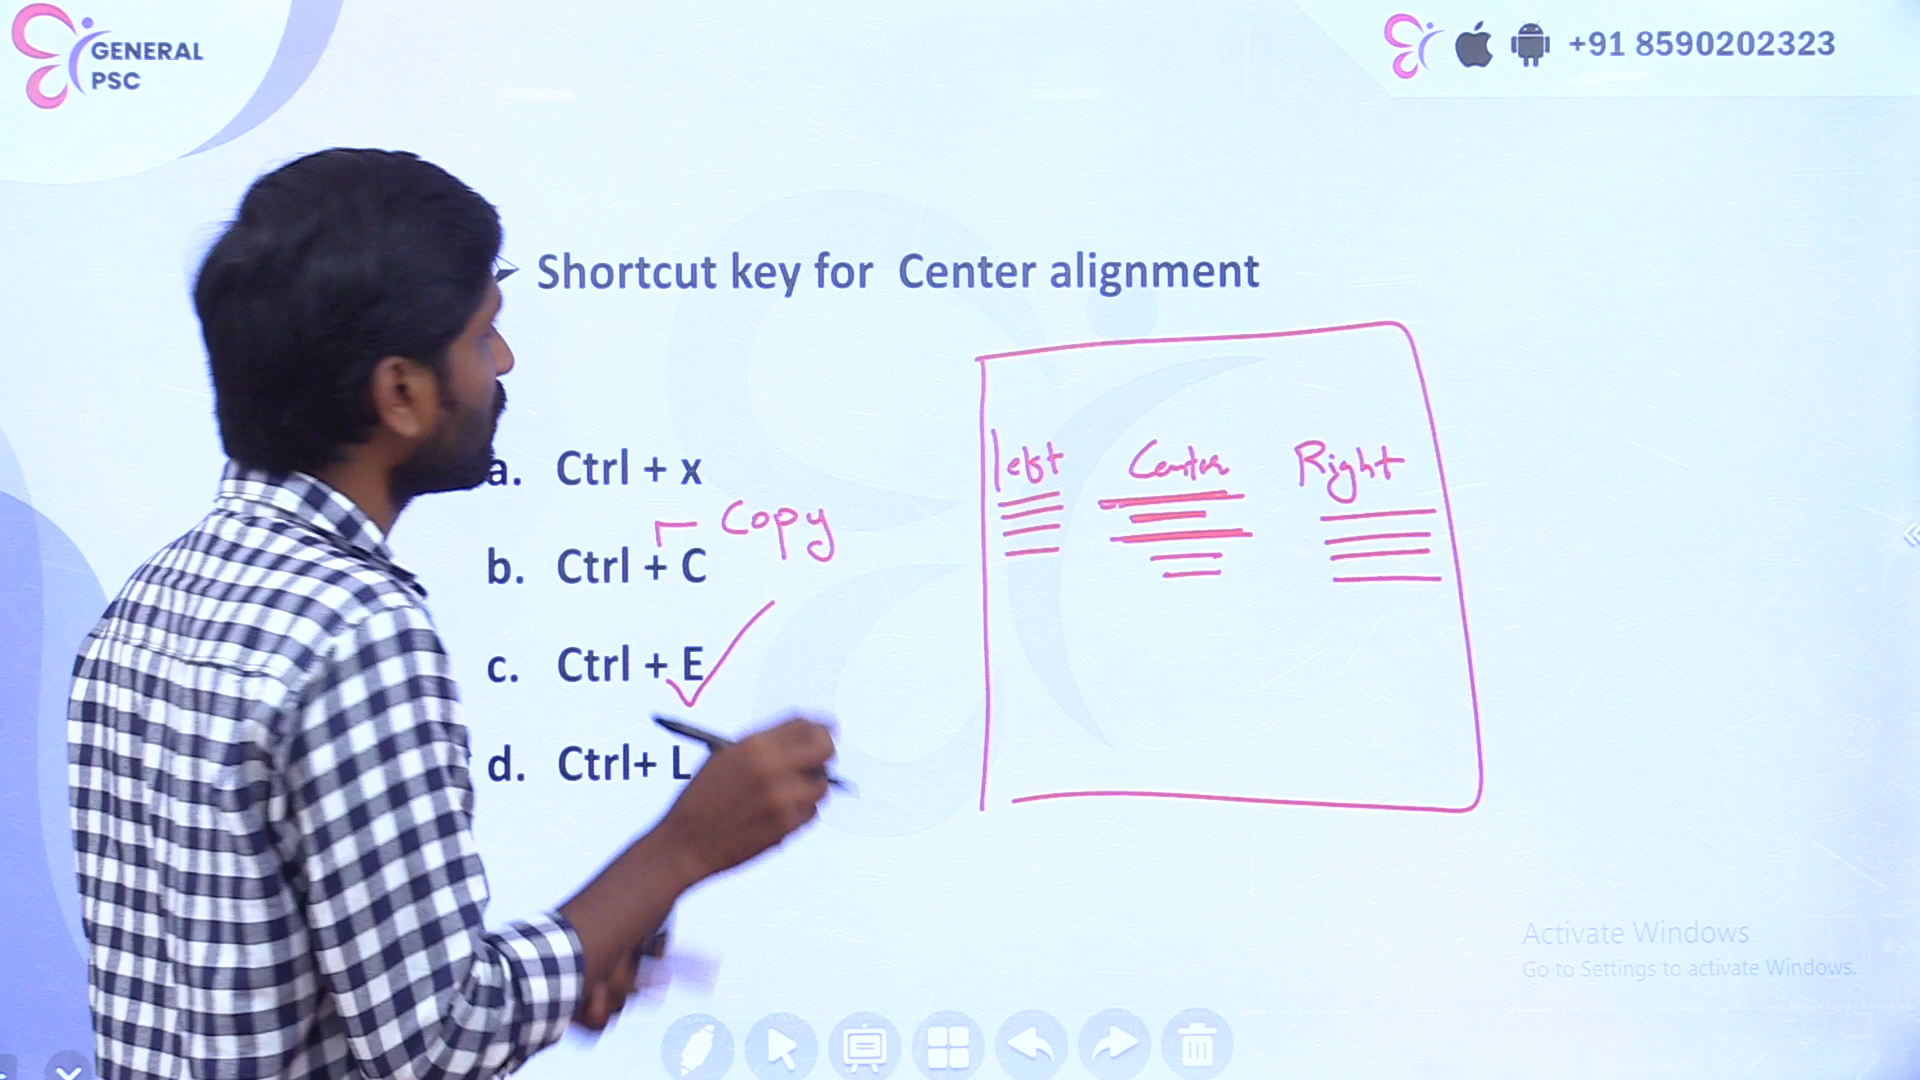 GENERAL
PSC
+91 8590202323
Shortcut key for Center alignment
a. Ctrl + x
Copy
b. Ctrl + C
c. Ctrl + E
d. Ctrl+ L
left Center Right
Activate Windows
Go to Settings to activate Windows.